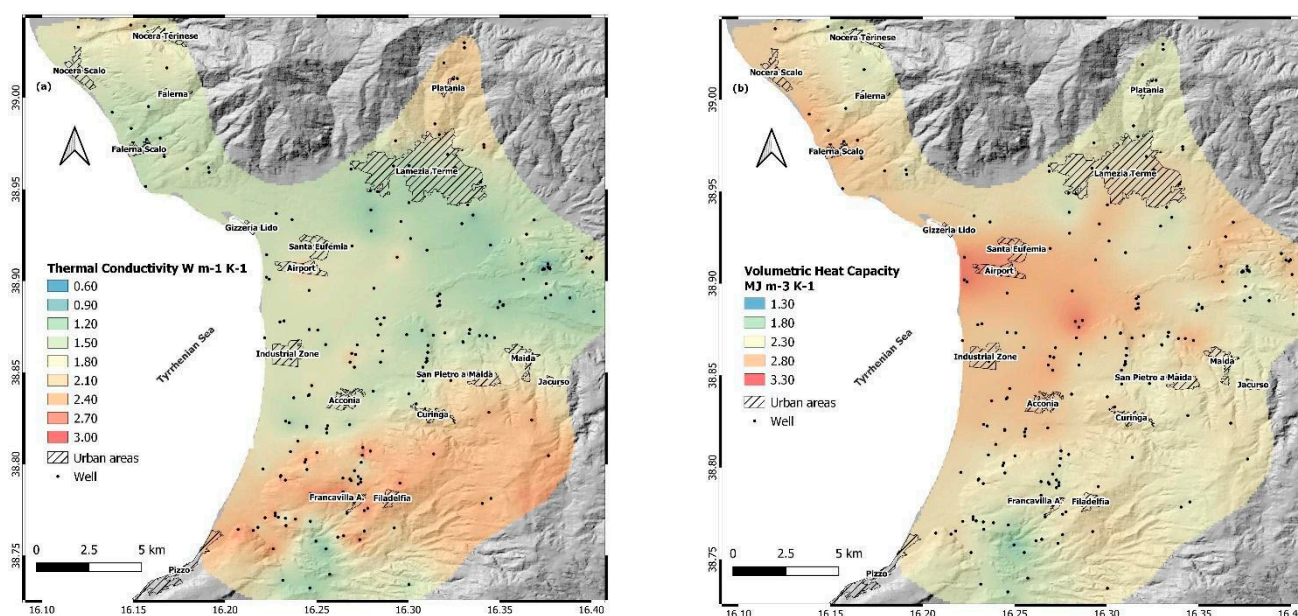 (a)
Nocera Terinese
Nocera Scalo
Falerna
Platania
Falerna Scalo
Lamezia Terme
Gizzeria Lido
Santa Eufemia
Airport
Thermal Conductivity W m-1 K-1
0.60
0.90
1.20
1.50
1.80
2.10
2.40
2.70
3.00
Urban areas
Well
Tyrrhenian Sea
Industrial Zone
Maida
San Pietro a Maida
Jacurso
Acconia
Curinga
Francavilla A.
Filadelfia
Pizzo
0 2.5 5 km
39.00
38.95
38.90
38.85
38.80
38.75
16.10 16.15 16.20 16.25 16.30 16.35 16.40
(b)
Nocera Terinese
Nocera Scalo
Falerna
Platania
Falerna Scalo
Lamezia Terme
Gizzeria Lido
Santa Eufemia
Airport
Volumetric Heat Capacity
MJ m-3 K-1
1.30
1.80
2.30
2.80
3.30
Urban areas
Well
Tyrrhenian Sea
Industrial Zone
Maida
San Pietro a Maida
Jacurso
Acconia
Curinga
Francavilla A.
Filadelfia
Pizzo
0 2.5 5 km
39.00
38.95
38.90
38.85
38.80
38.75
16.10 16.15 16.20 16.25 16.30 16.35 16.40